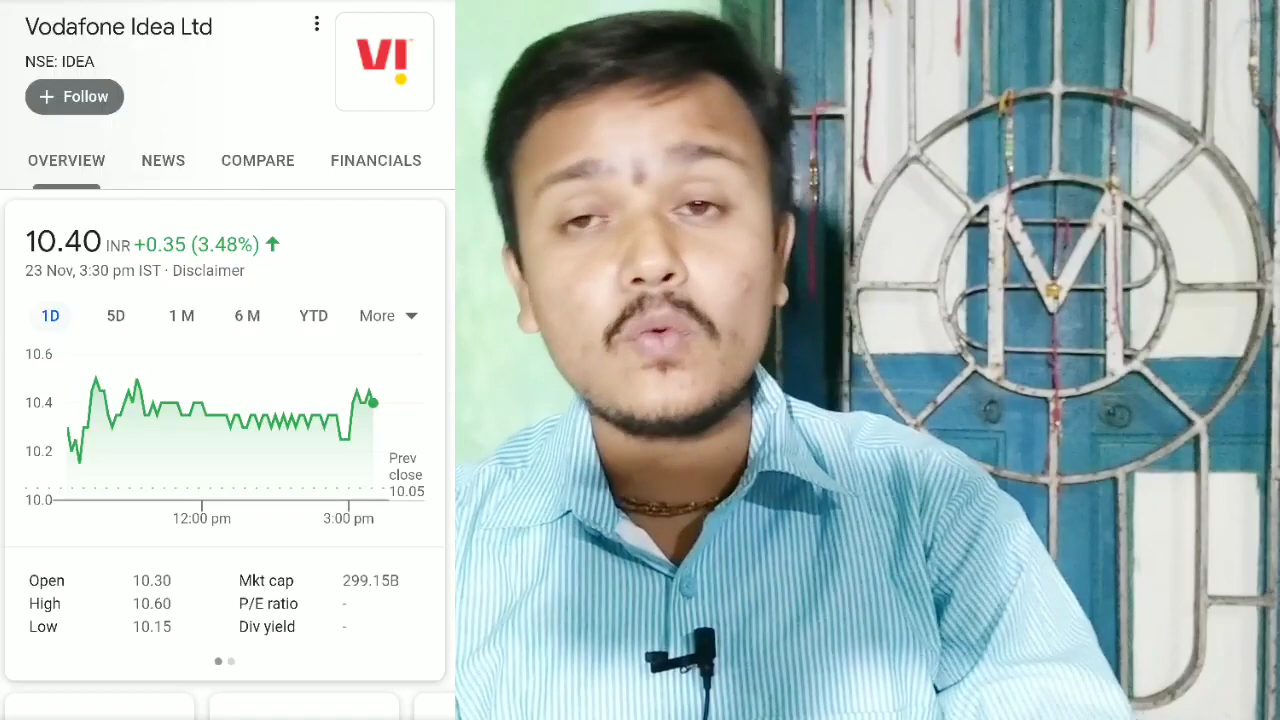 Vodafone Idea Ltd
NSE: IDEA
+ Follow
VI
OVERVIEW NEWS COMPARE FINANCIALS
10.40 INR +0.35 (3.48%) ↑
23 Nov, 3:30 pm IST · Disclaimer
1D 5D 1 M 6 M YTD More
10.6
10.4
10.2
10.0
Prev
close
10.05
12:00 pm 3:00 pm
Open 10.30 Mkt cap 299.15B
High 10.60 P/E ratio -
Low 10.15 Div yield -
M